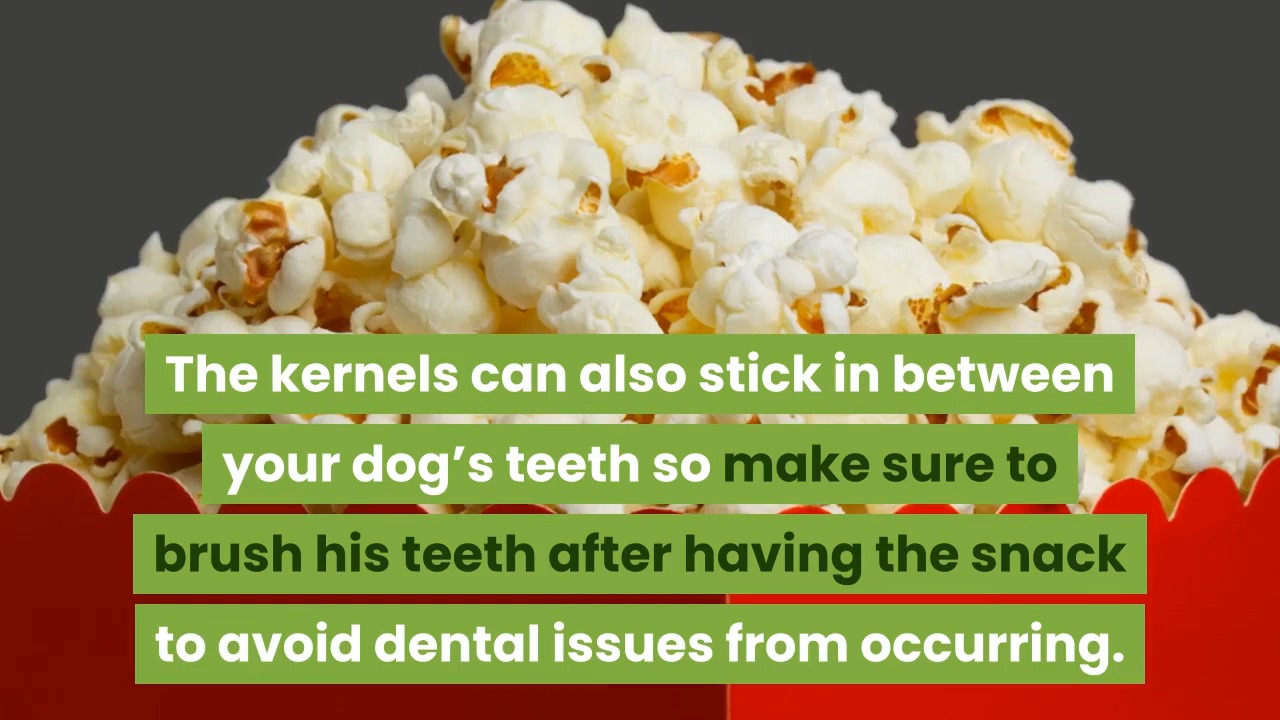 The kernels can also stick in between
your dog’s teeth so make sure to
brush his teeth after having the snack
to avoid dental issues from occurring.